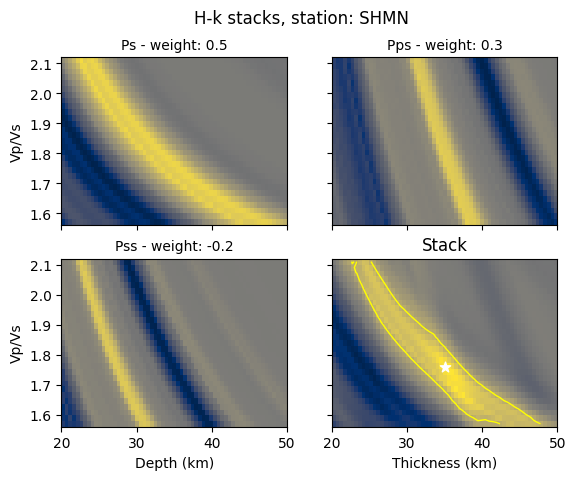 H-k stacks, station: SHMN
Ps - weight: 0.5
Pps - weight: 0.3
2.1
2.0
1.9
1.8
1.7
1.6
Vp/Vs
Pss - weight: -0.2
Stack
2.1
2.0
1.9
1.8
1.7
1.6
Vp/Vs
20 30 40 50
20 30 40 50
Depth (km)
Thickness (km)